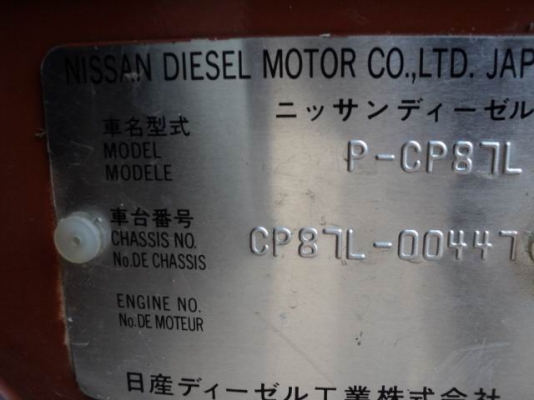 NISSAN DIESEL MOTOR CO.,LTD. JAP
ニッサンディーゼル
車名型式
MODEL
MODELE
P-CP87L
車台番号
CHASSIS NO.
No.DE CHASSIS
CP87L-00447
ENGINE NO.
No.DE MOTEUR
日産ディーゼル工業株式会社